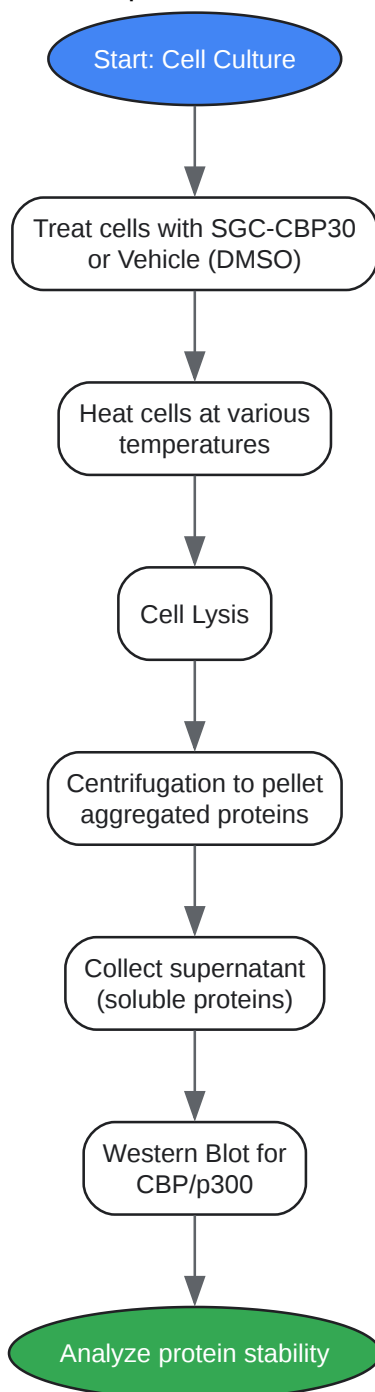 Start: Cell Culture
Treat cells with SGC-CBP30
or Vehicle (DMSO)
Heat cells at various
temperatures
Cell Lysis
Centrifugation to pellet
aggregated proteins
Collect supernatant
(soluble proteins)
Western Blot for
CBP/p300
Analyze protein stability